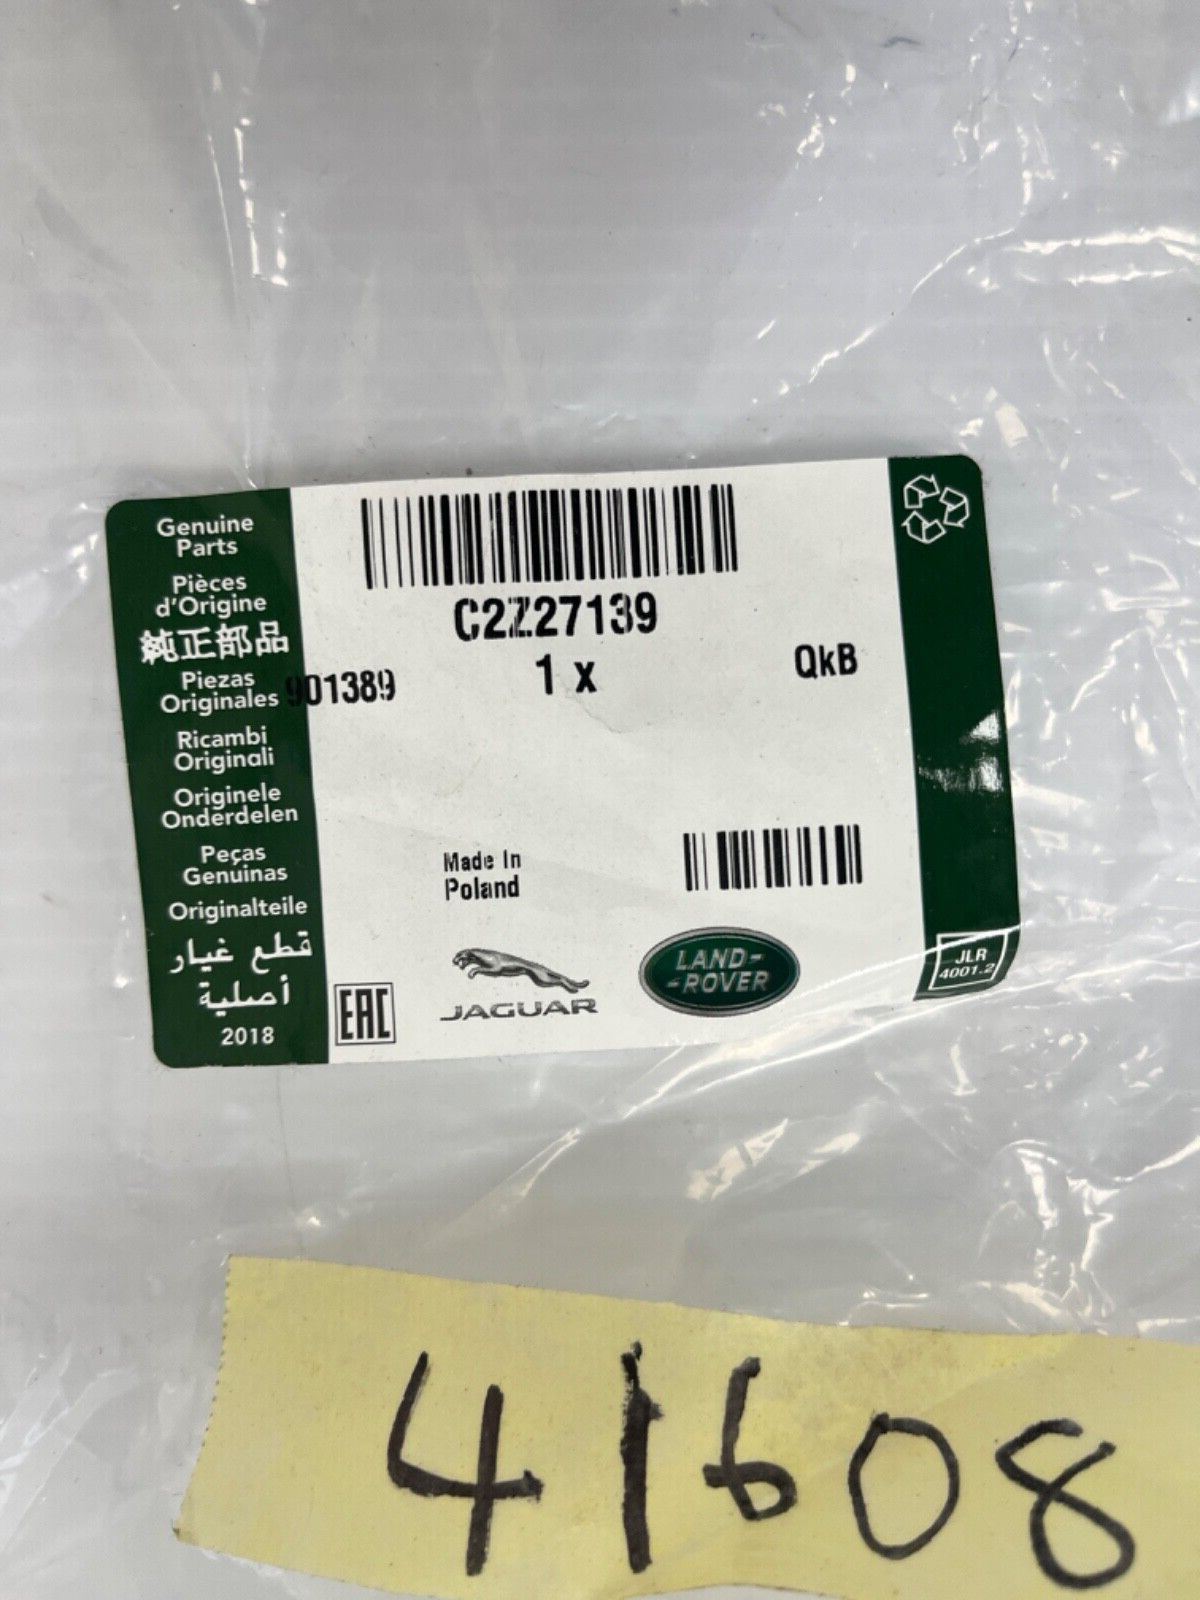 Genuine
Parts
Pièces
d'Origine
純正部品
Piezas
Originales
Ricambi
Originali
Originele
Onderdelen
Peças
Genuinas
Originalteile
قطع غيار
أصلية
2018
C2Z27139
901389
1 x
QkB
Made In
Poland
EAC
JAGUAR
LAND-
-ROVER
JLR
4001.2
41608